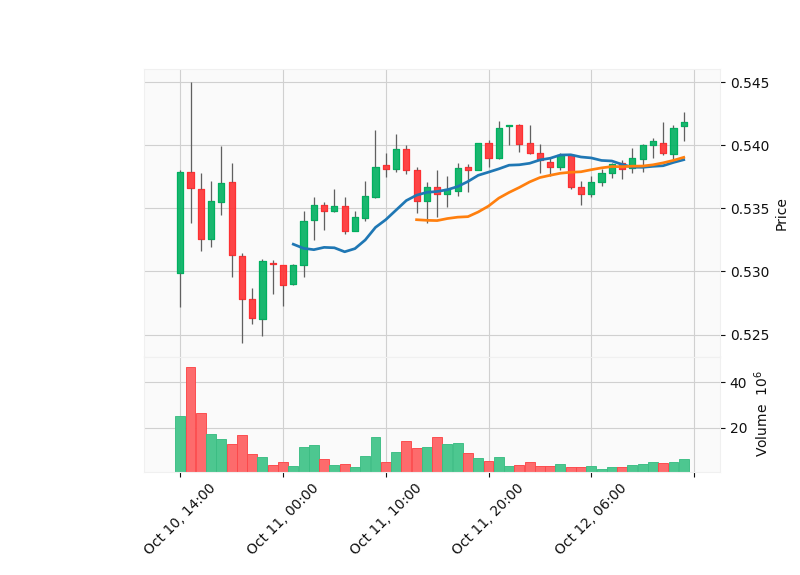 0.545
0.540
0.535
0.530
0.525
Price
40
20
Volume 10^6
Oct 10, 14:00
Oct 11, 00:00
Oct 11, 10:00
Oct 11, 20:00
Oct 12, 06:00